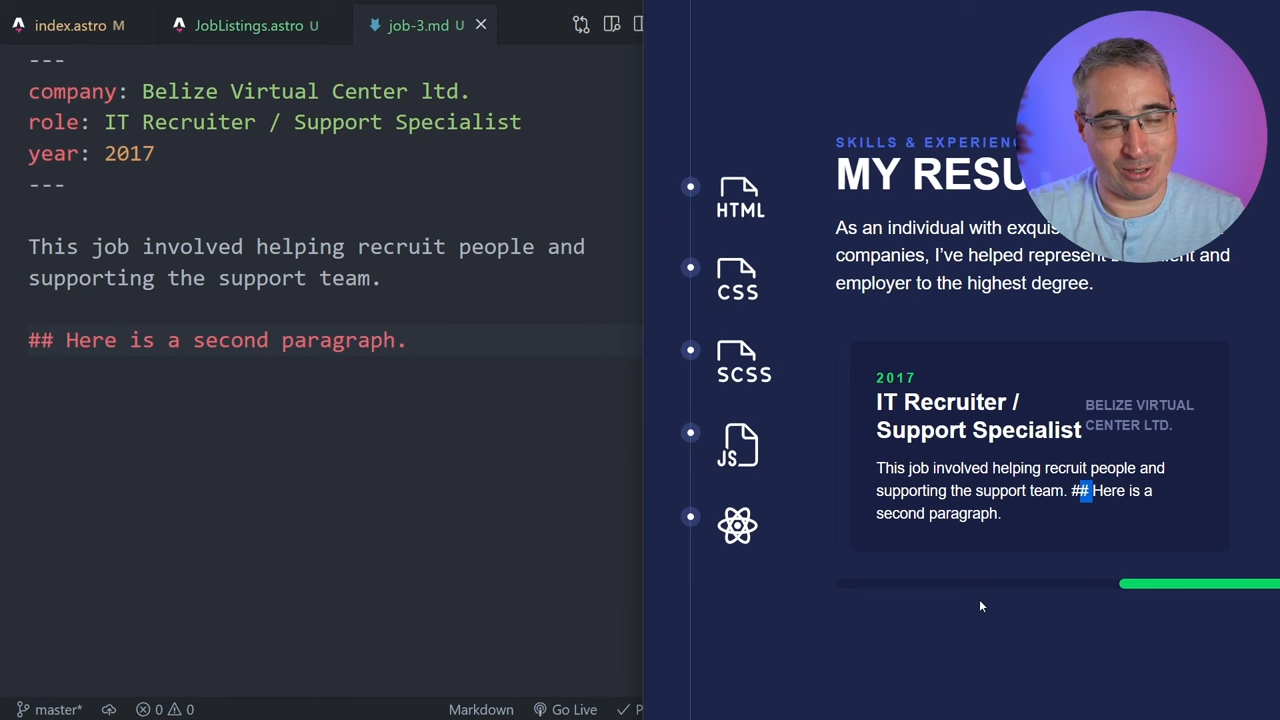 index.astro M
JobListings.astro U
job-3.md U
---
company: Belize Virtual Center ltd.
role: IT Recruiter / Support Specialist
year: 2017
---
This job involved helping recruit people and
supporting the support team.
## Here is a second paragraph.
master*
0 0
Markdown
Go Live
HTML
CSS
SCSS
JS
SKILLS & EXPERIENC
MY RESU
As an individual with exquis
companies, I've helped represent and
employer to the highest degree.
2017
IT Recruiter /
Support Specialist
BELIZE VIRTUAL
CENTER LTD.
This job involved helping recruit people and
supporting the support team. ## Here is a
second paragraph.